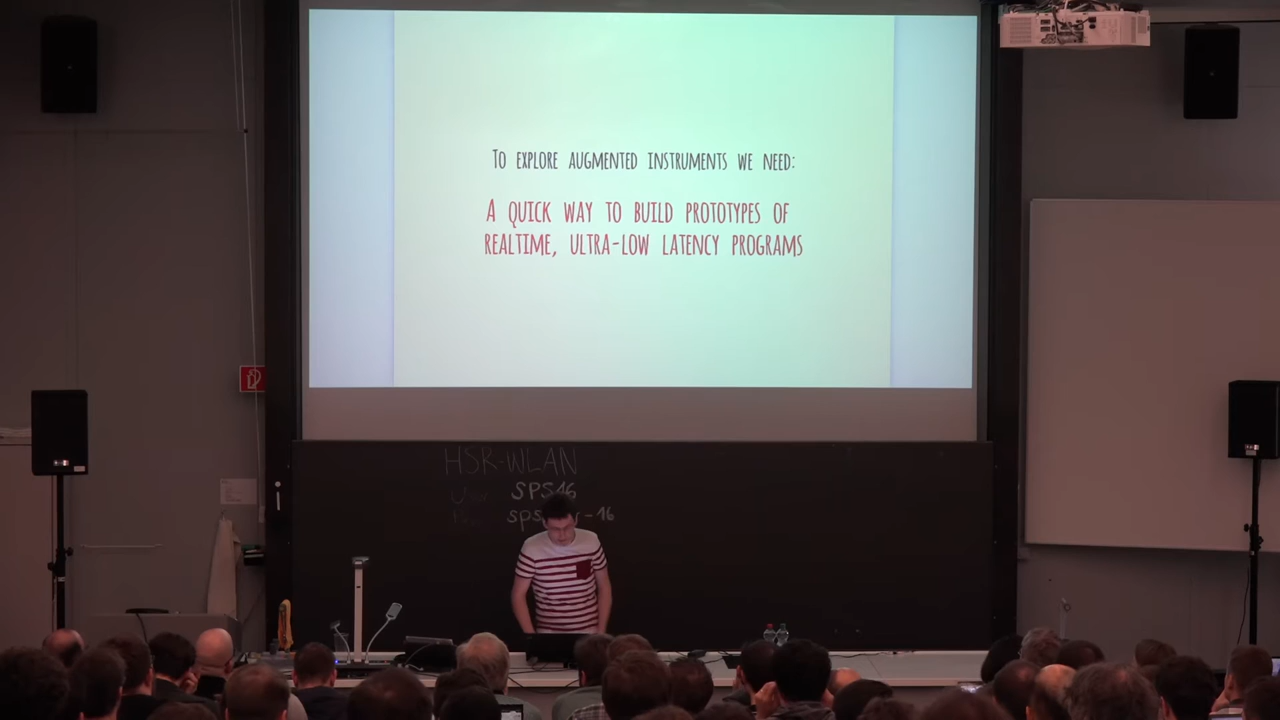 TO EXPLORE AUGMENTED INSTRUMENTS WE NEED:
A QUICK WAY TO BUILD PROTOTYPES OF
REALTIME, ULTRA-LOW LATENCY PROGRAMS
HSR-WLAN
SPS16